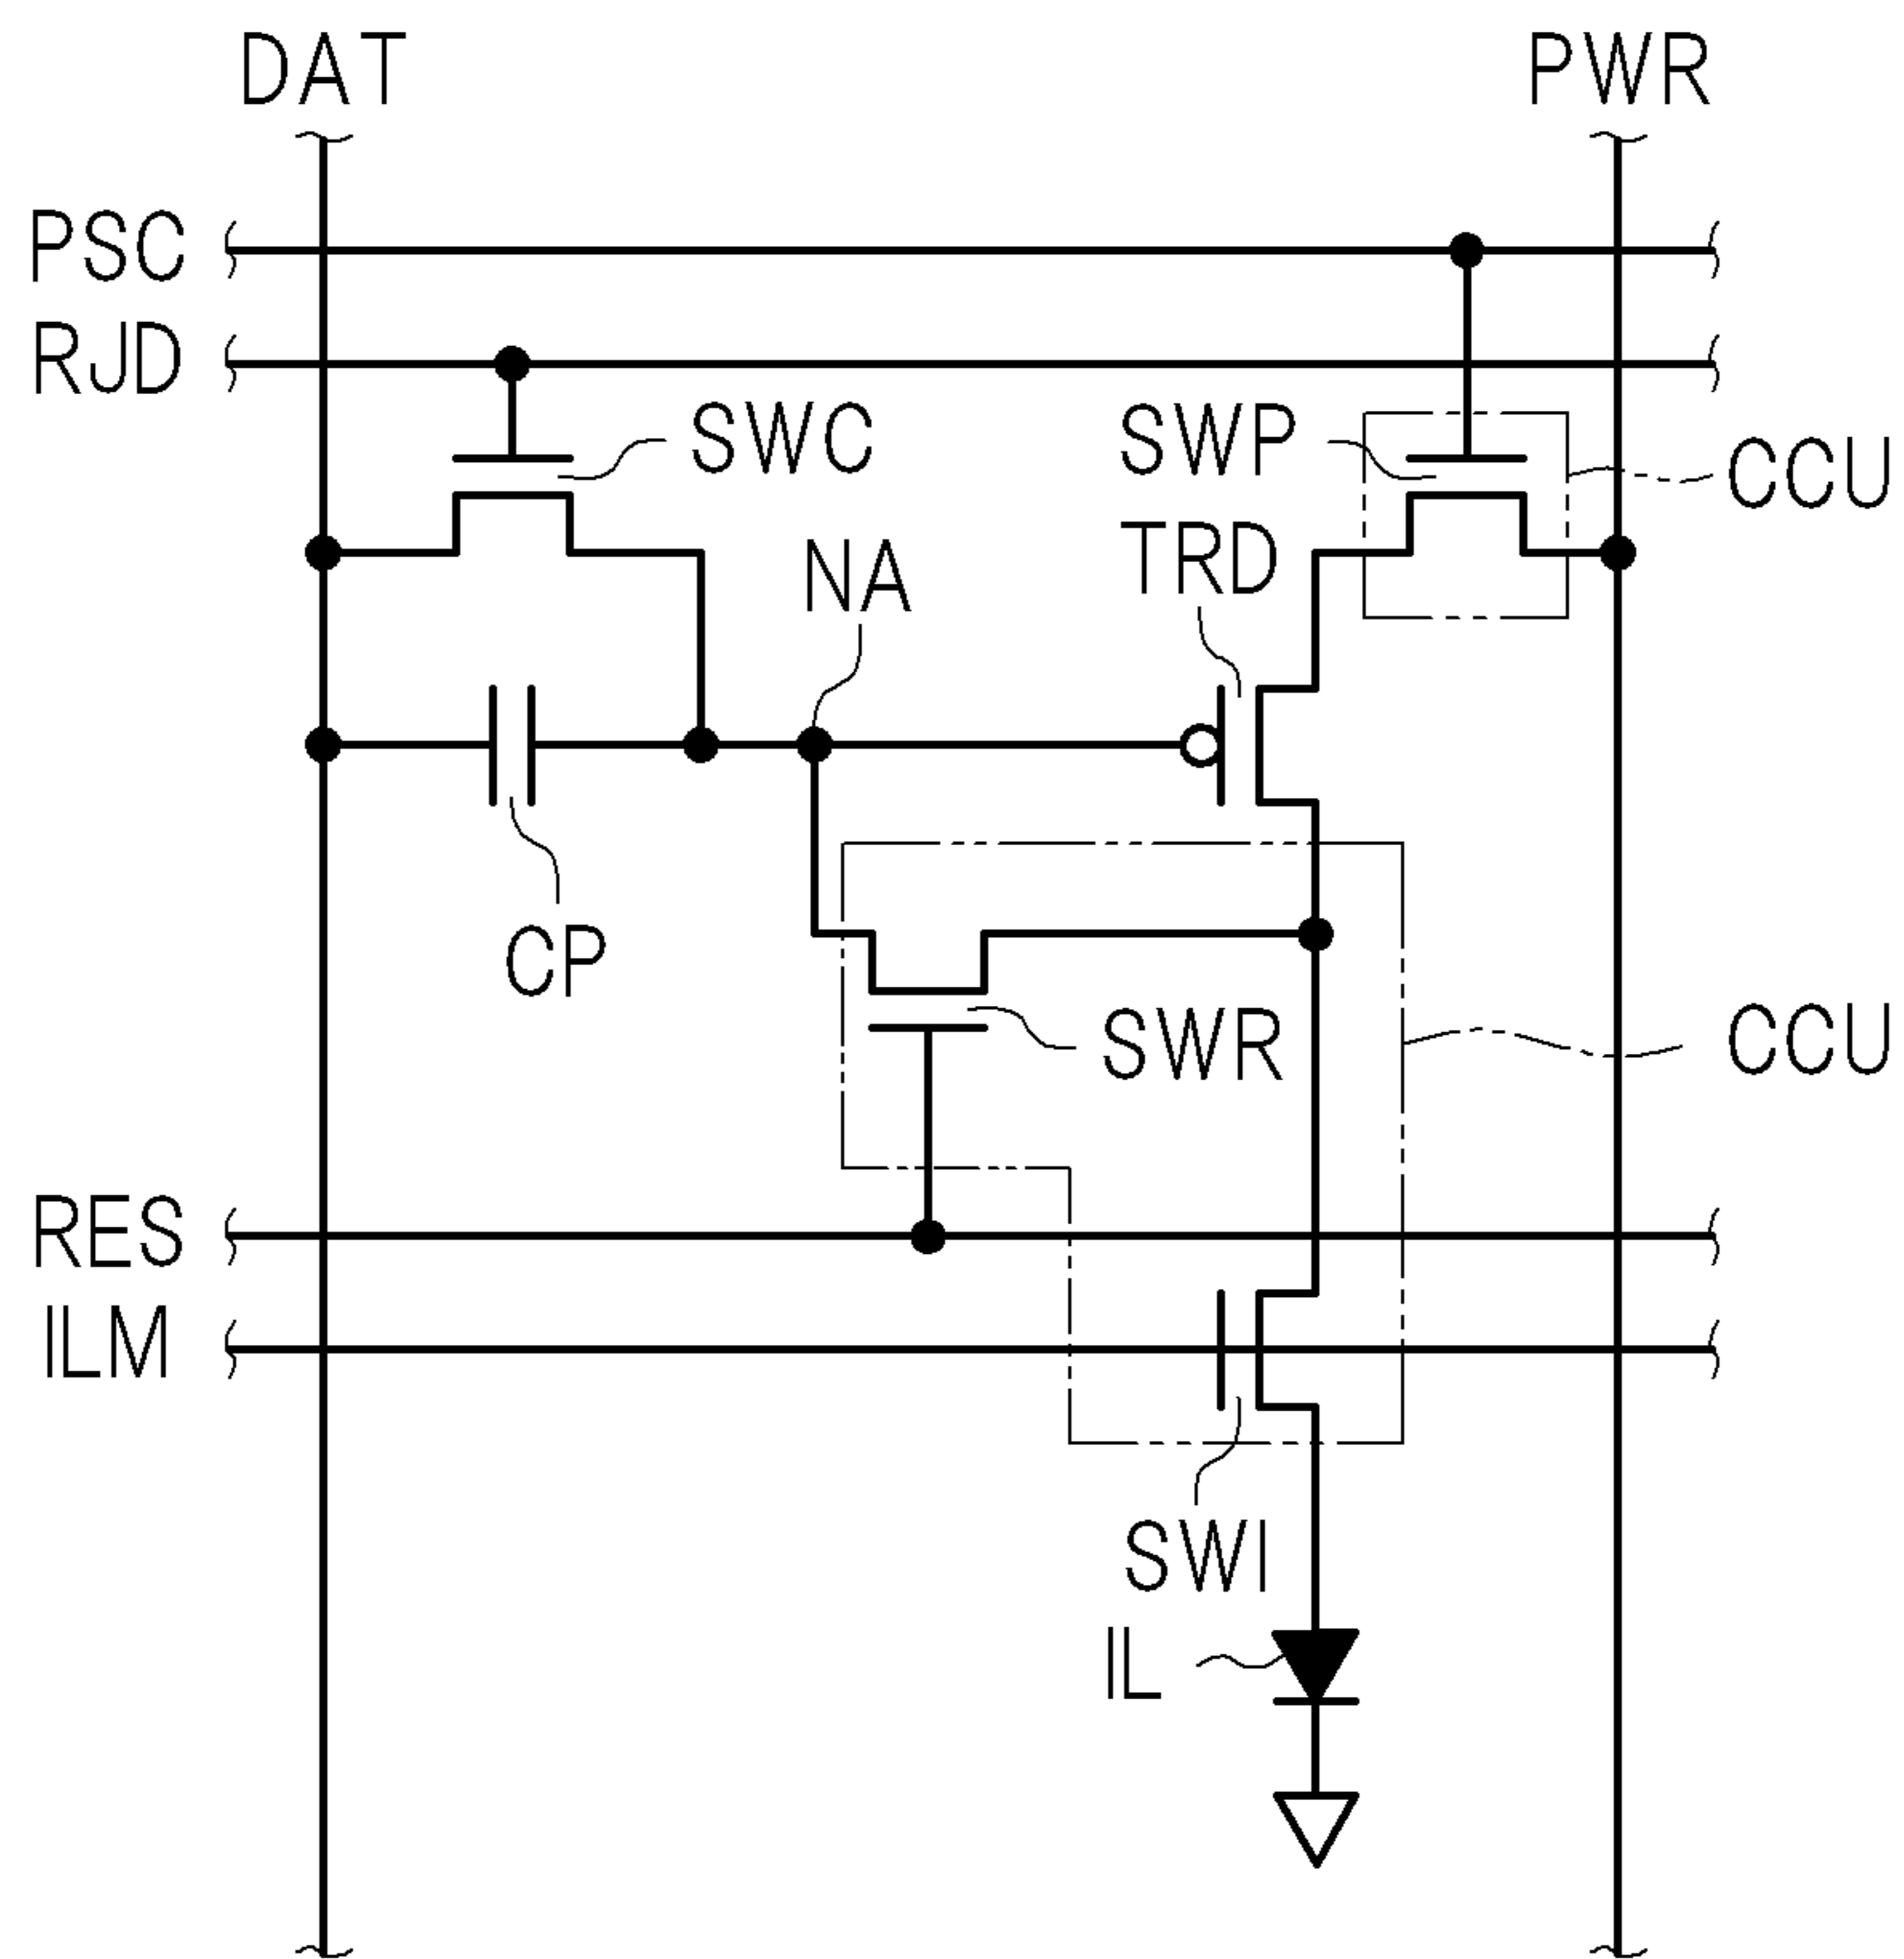 DAT PWR
PSC
RJD
SWC SWP CCU
TRD
NA
CP
SWR CCU
RES
ILM
SWI
IL